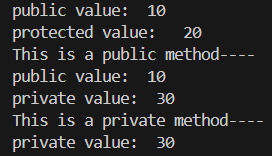 public value:  10
protected value:   20
This is a public method----
public value:  10
private value:  30
This is a private method----
private value:  30